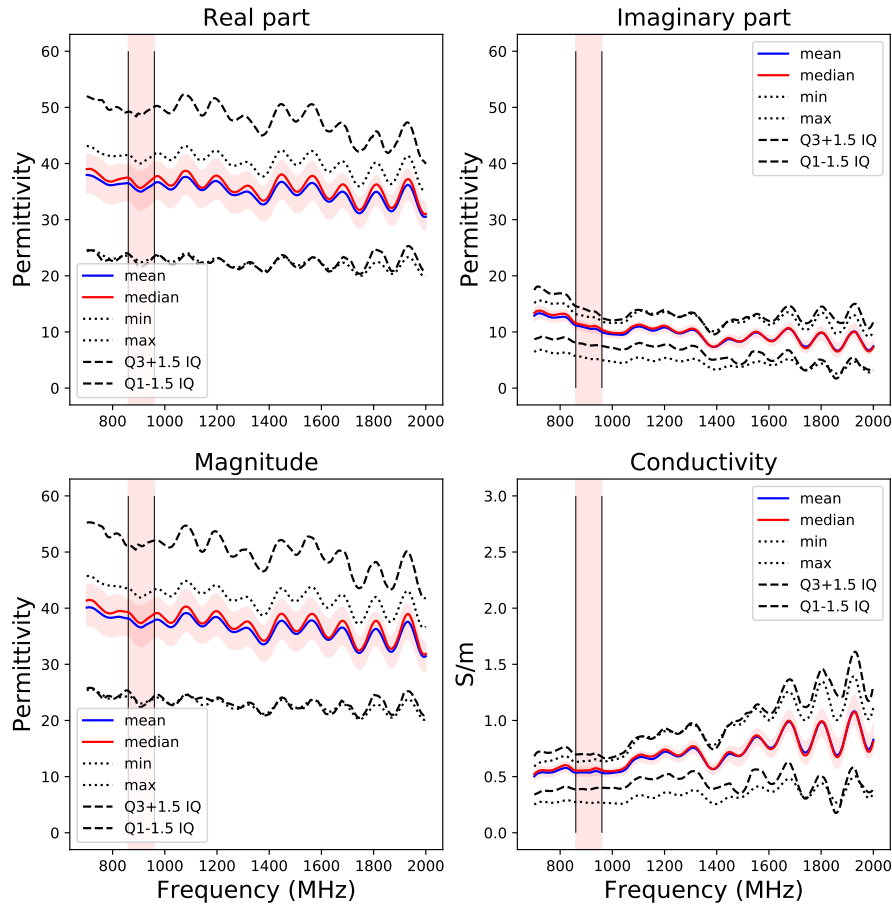 Real part
Permittivity
60
50
40
30
20
10
0
mean
median
min
max
Q3+1.5 IQ
Q1-1.5 IQ
800 1000 1200 1400 1600 1800 2000
Imaginary part
Permittivity
60
50
40
30
20
10
0
mean
median
min
max
Q3+1.5 IQ
Q1-1.5 IQ
800 1000 1200 1400 1600 1800 2000
Magnitude
Permittivity
60
50
40
30
20
10
0
mean
median
min
max
Q3+1.5 IQ
Q1-1.5 IQ
800 1000 1200 1400 1600 1800 2000
Frequency (MHz)
Conductivity
S/m
3.0
2.5
2.0
1.5
1.0
0.5
0.0
mean
median
min
max
Q3+1.5 IQ
Q1-1.5 IQ
800 1000 1200 1400 1600 1800 2000
Frequency (MHz)